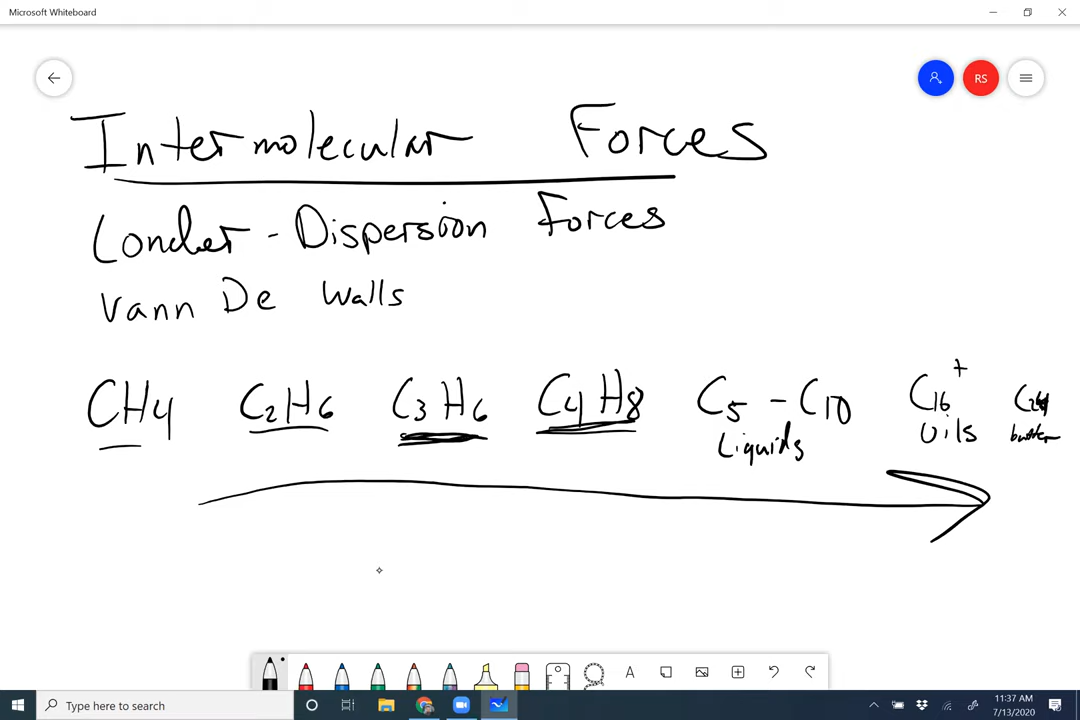 Microsoft Whiteboard
RS
Intermolecular Forces
Londer - Dispersion Forces
Vann De Walls
CH4 C2H6 C3H6 C4H8 C5 - C10 C16+ C24
Liquids Oils butter
A
Type here to search
11:37 AM
7/13/2020